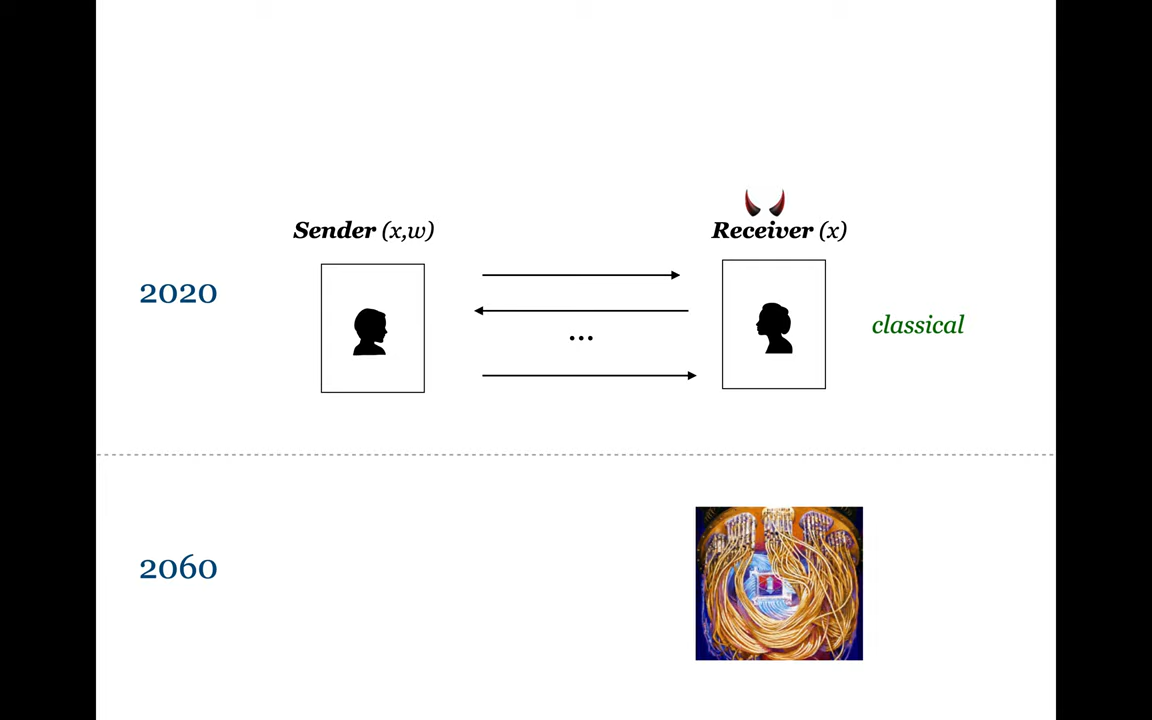 Sender (x,w)
Receiver (x)
2020
classical
...
2060